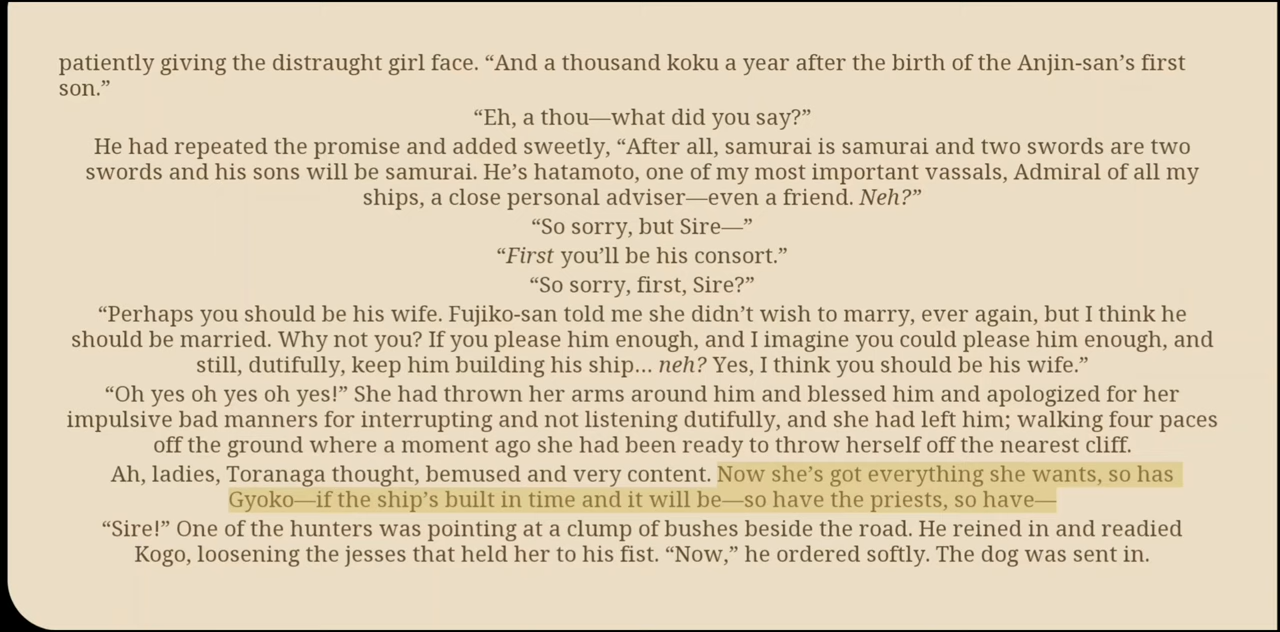 patiently giving the distraught girl face. “And a thousand koku a year after the birth of the Anjin-san’s first
son.”
“Eh, a thou—what did you say?”
He had repeated the promise and added sweetly, “After all, samurai is samurai and two swords are two
swords and his sons will be samurai. He’s hatamoto, one of my most important vassals, Admiral of all my
ships, a close personal adviser—even a friend. Neh?”
“So sorry, but Sire—”
“First you’ll be his consort.”
“So sorry, first, Sire?”
“Perhaps you should be his wife. Fujiko-san told me she didn’t wish to marry, ever again, but I think he
should be married. Why not you? If you please him enough, and I imagine you could please him enough, and
still, dutifully, keep him building his ship... neh? Yes, I think you should be his wife.”
“Oh yes oh yes oh yes!” She had thrown her arms around him and blessed him and apologized for her
impulsive bad manners for interrupting and not listening dutifully, and she had left him; walking four paces
off the ground where a moment ago she had been ready to throw herself off the nearest cliff.
Ah, ladies, Toranaga thought, bemused and very content. Now she’s got everything she wants, so has
Gyoko—if the ship’s built in time and it will be—so have the priests, so have—
“Sire!” One of the hunters was pointing at a clump of bushes beside the road. He reined in and readied
Kogo, loosening the jesses that held her to his fist. “Now,” he ordered softly. The dog was sent in.